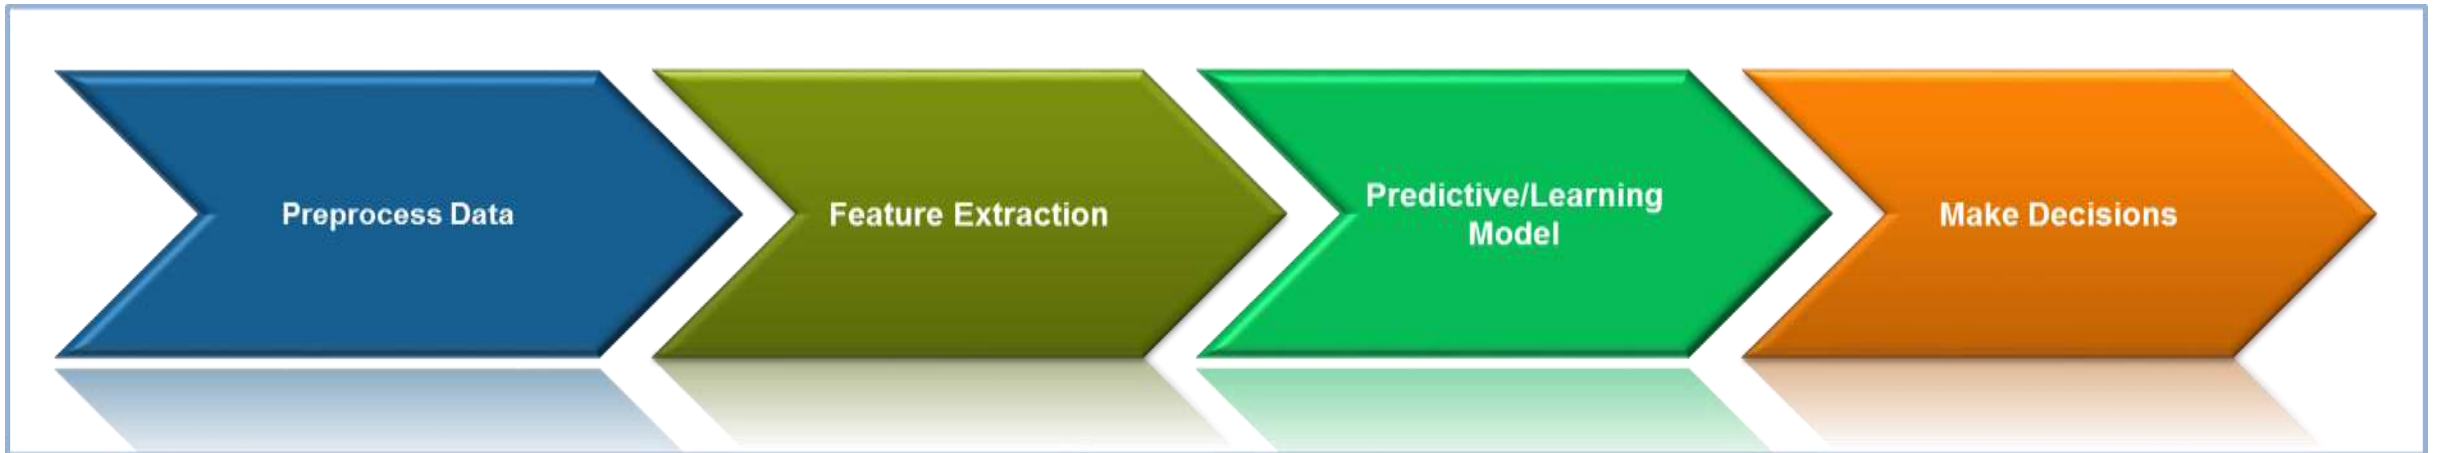 Preprocess Data
Feature Extraction
Predictive/Learning
Model
Make Decisions